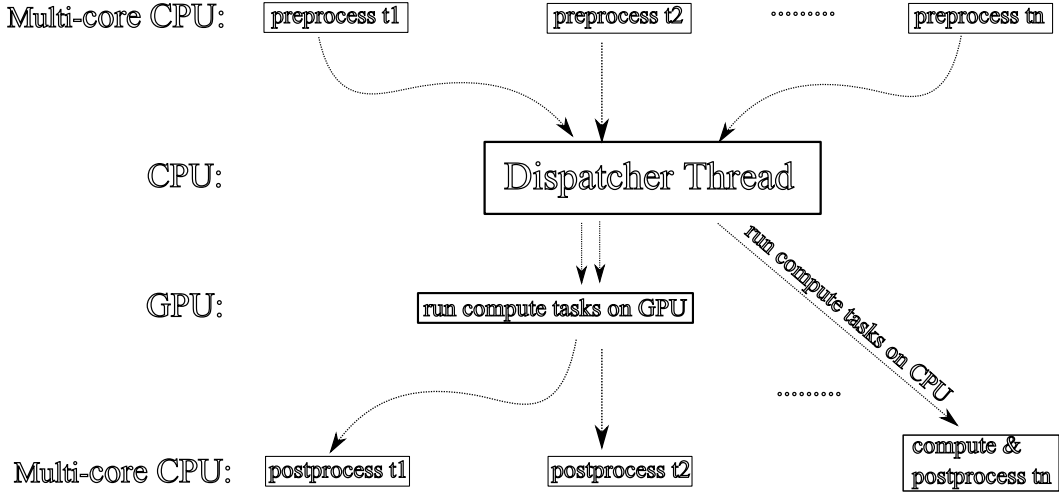 Multi-core CPU: preprocess t1 preprocess t2 preprocess tn
CPU: Dispatcher Thread
run compute tasks on CPU
GPU: run compute tasks on GPU
Multi-core CPU: postprocess t1 postprocess t2 compute &
postprocess tn